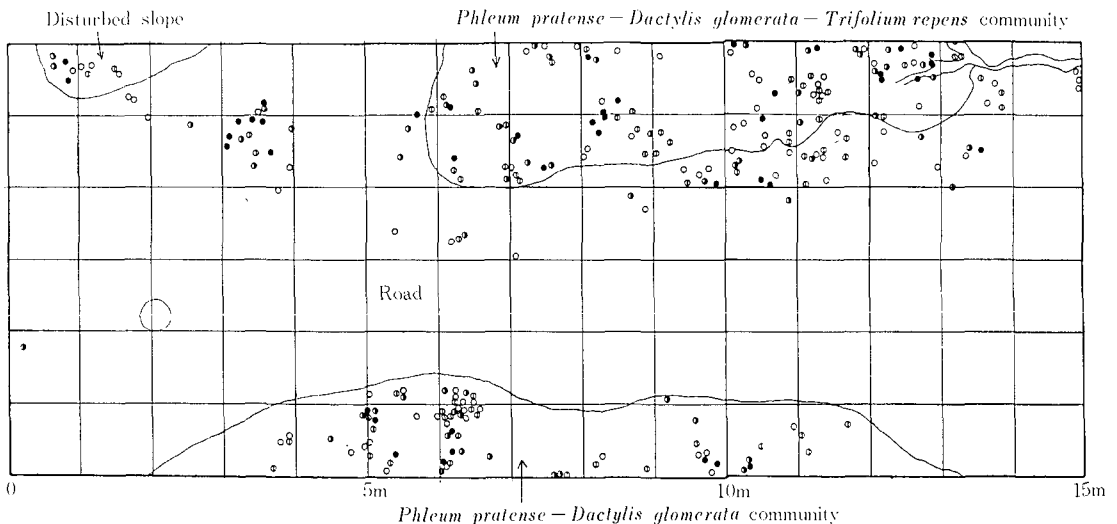 Disturbed slope
Phleum pratense – Dactylis glomerata – Trifolium repens community
Road
0
5m
10m
15m
Phleum pratense – Dactylis glomerata community